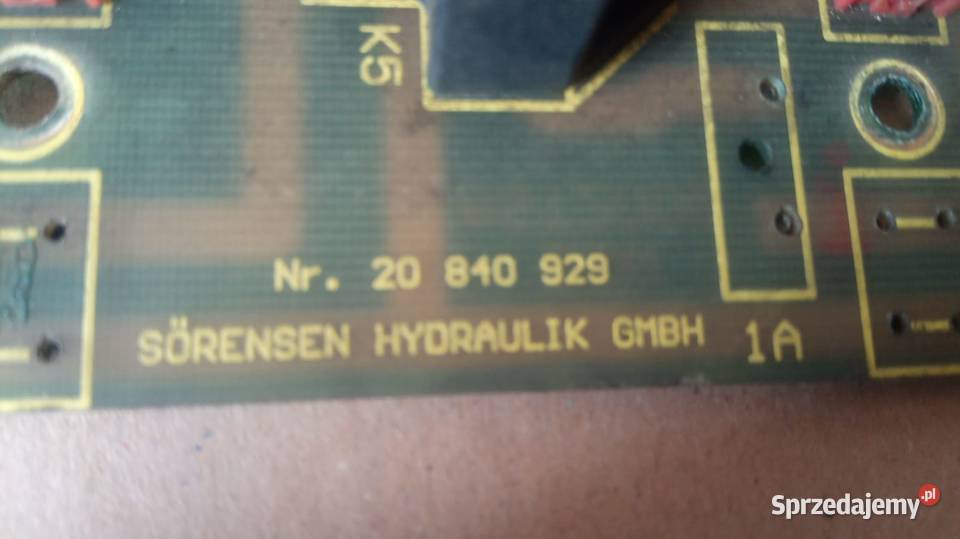 K5
Nr. 20 840 929
SÖRENSEN HYDRAULIK GMBH 1A
Sprzedajemy.pl